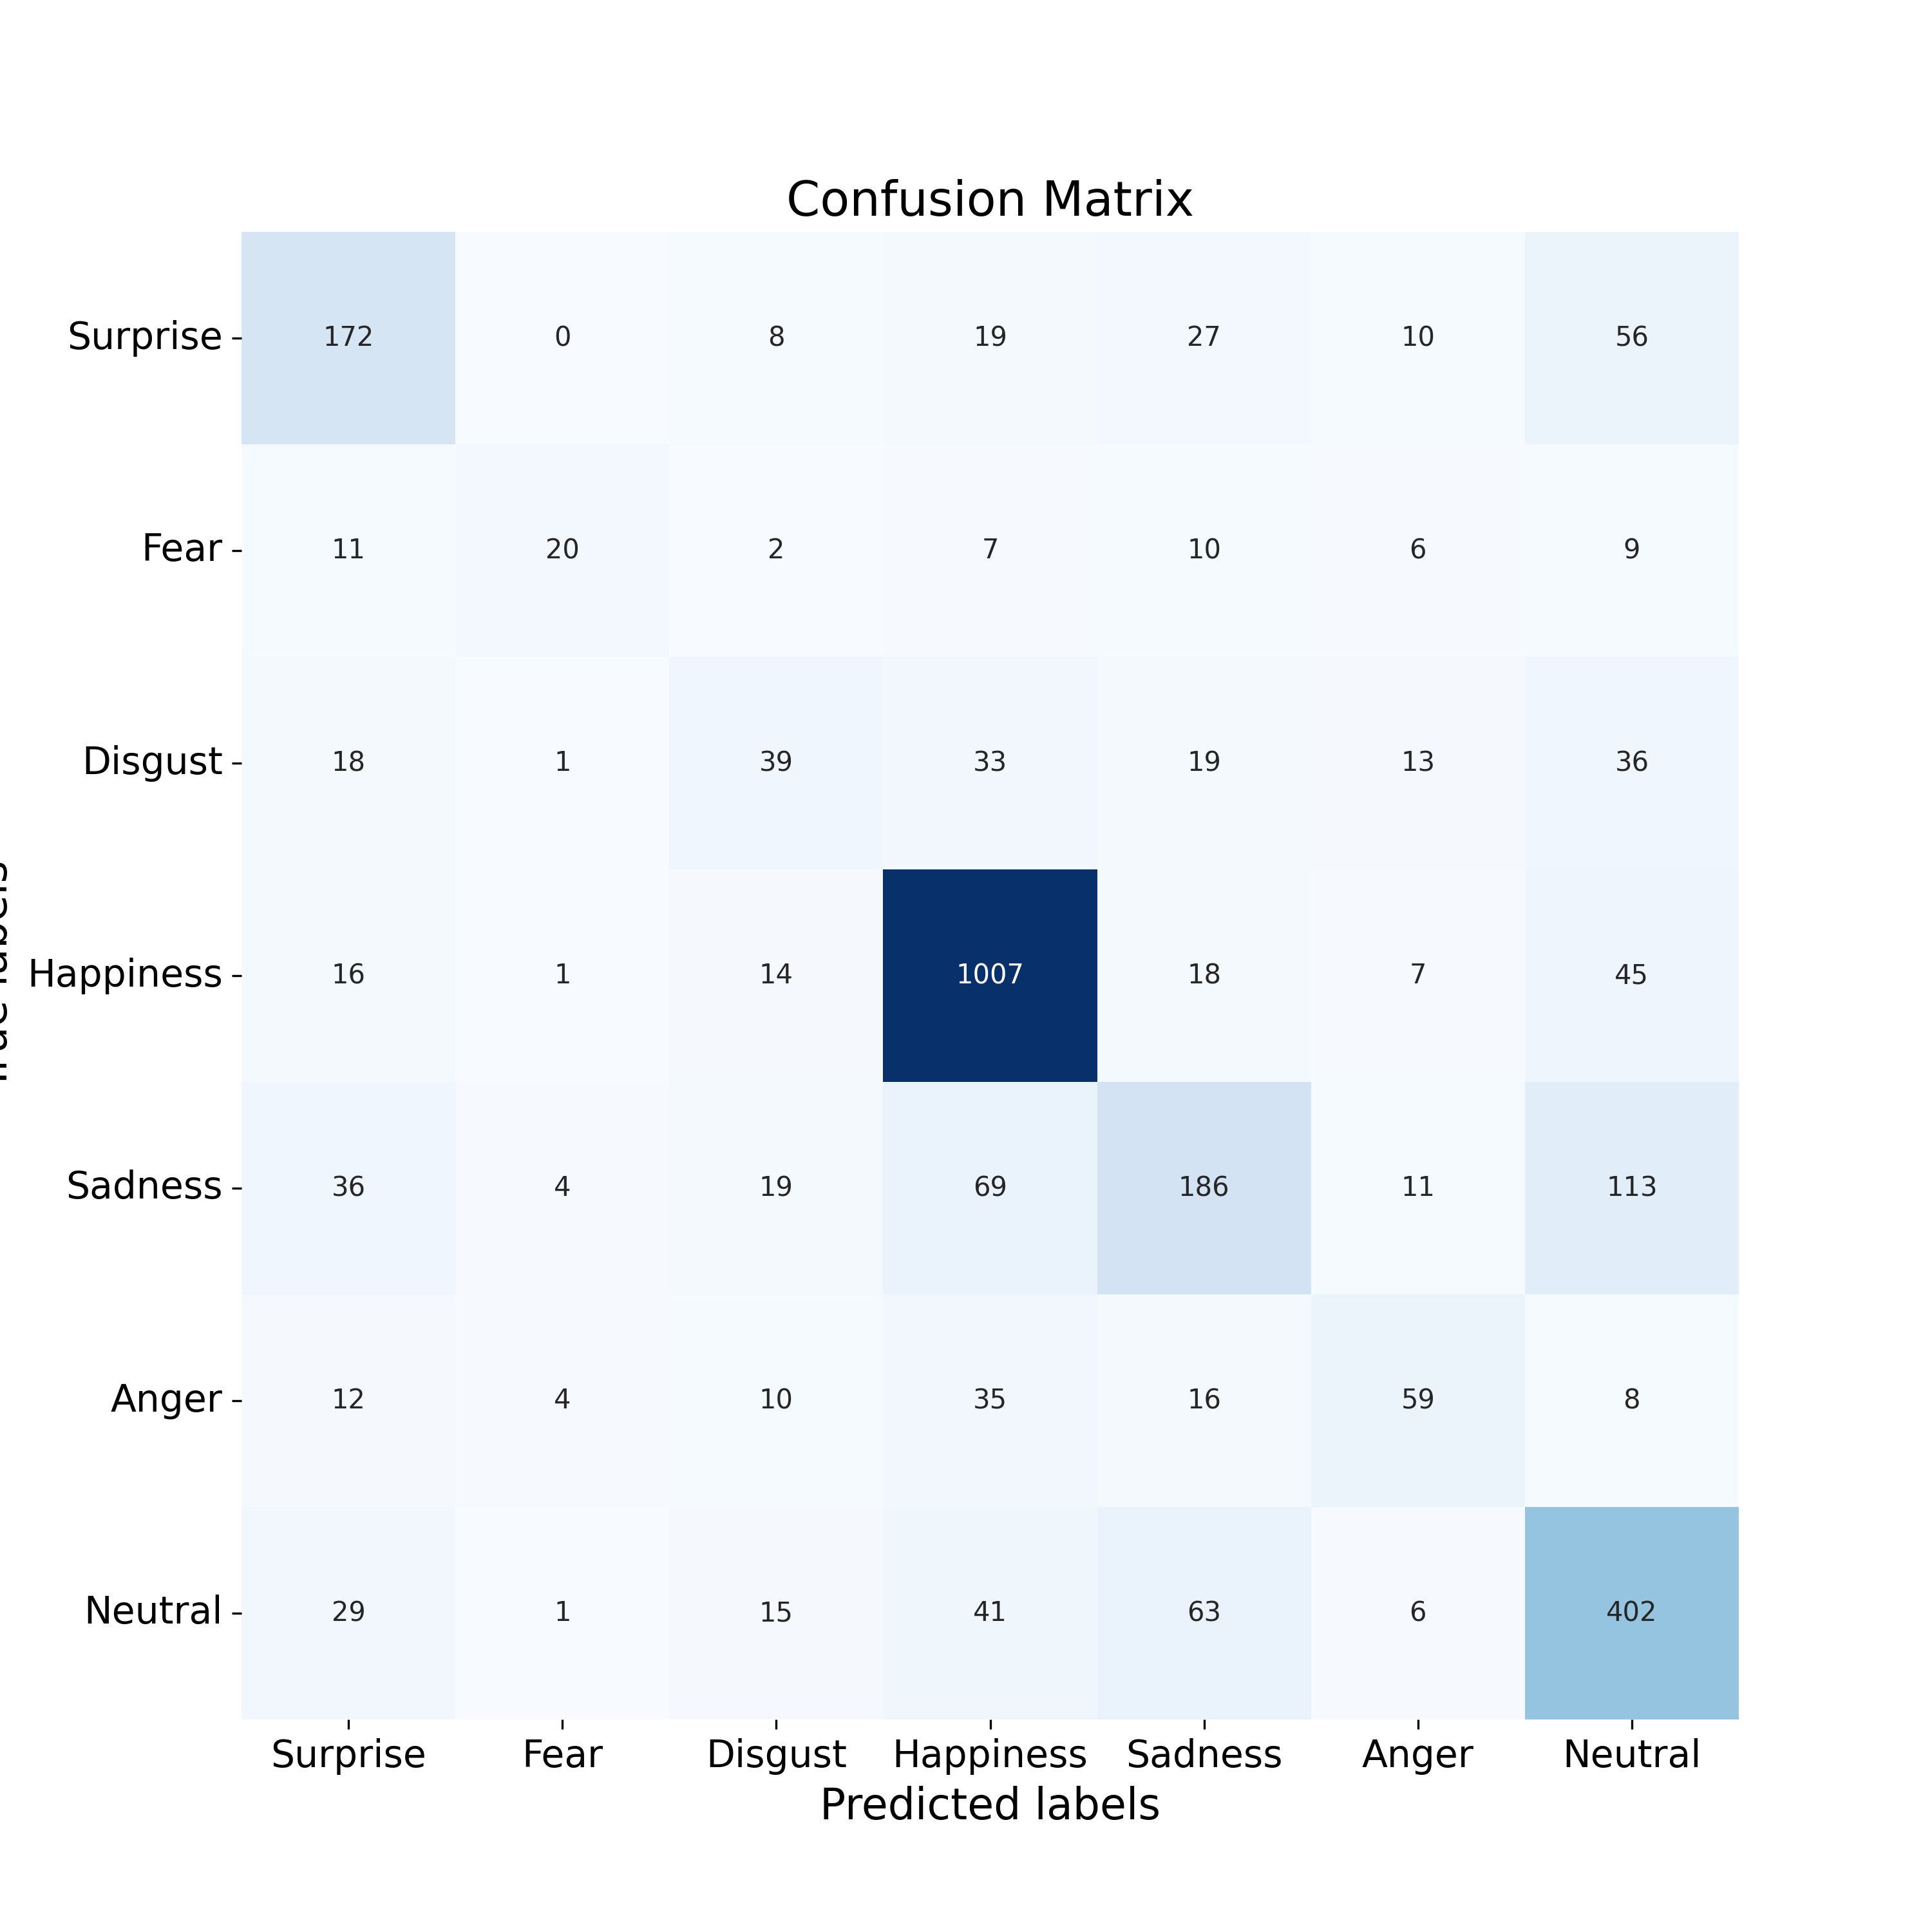 Confusion Matrix
Surprise 172 0 8 19 27 10 56
Fear 11 20 2 7 10 6 9
Disgust 18 1 39 33 19 13 36
Happiness 16 1 14 1007 18 7 45
Sadness 36 4 19 69 186 11 113
Anger 12 4 10 35 16 59 8
Neutral 29 1 15 41 63 6 402
Surprise Fear Disgust Happiness Sadness Anger Neutral
Predicted labels